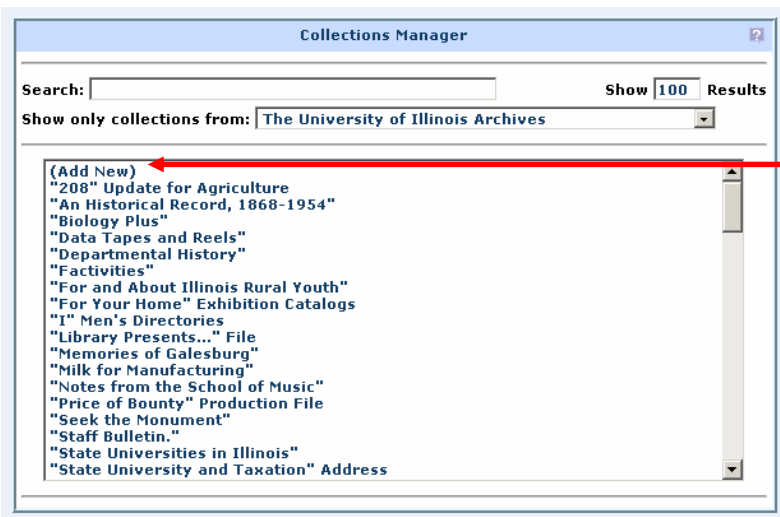 Collections Manager ?
Search: Show 100 Results
Show only collections from: The University of Illinois Archives
(Add New)
"208" Update for Agriculture
"An Historical Record, 1868-1954"
"Biology Plus"
"Data Tapes and Reels"
"Departmental History"
"Factivities"
"For and About Illinois Rural Youth"
"For Your Home" Exhibition Catalogs
"I" Men's Directories
"Library Presents..." File
"Memories of Galesburg"
"Milk for Manufacturing"
"Notes from the School of Music"
"Price of Bounty" Production File
"Seek the Monument"
"Staff Bulletin."
"State Universities in Illinois"
"State University and Taxation" Address